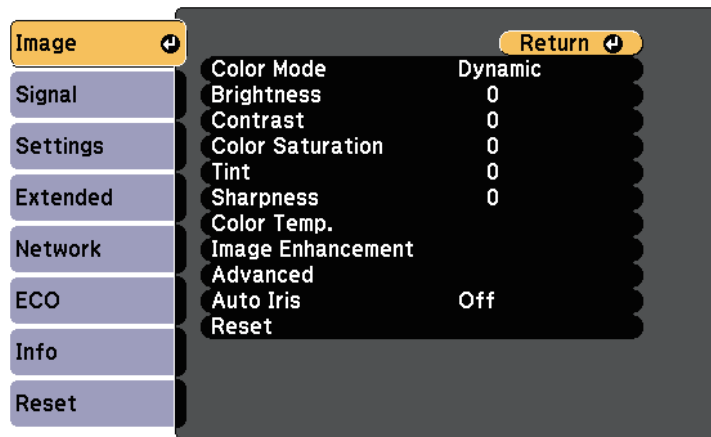 Image
Signal
Settings
Extended
Network
ECO
Info
Reset
Return
Color Mode Dynamic
Brightness 0
Contrast 0
Color Saturation 0
Tint 0
Sharpness 0
Color Temp.
Image Enhancement
Advanced
Auto Iris Off
Reset